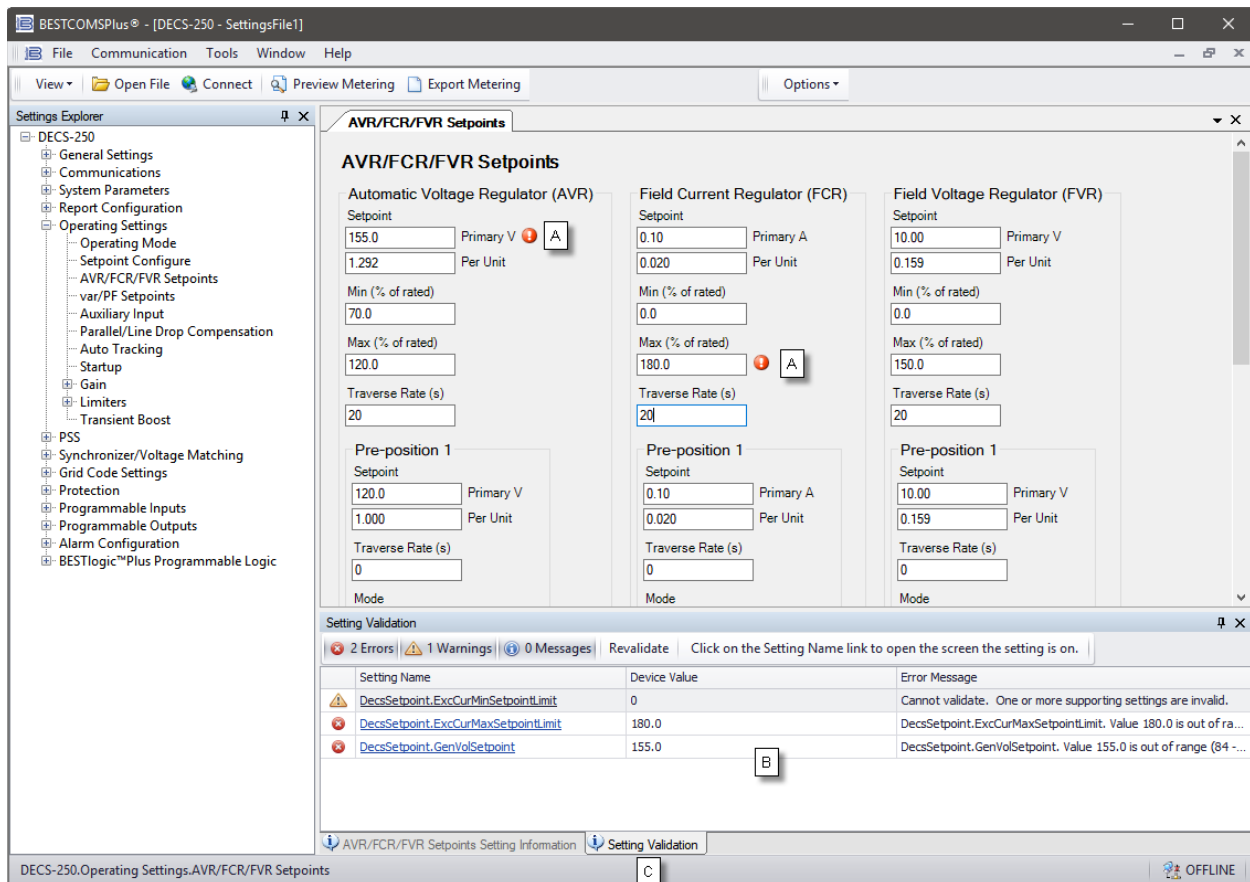 BESTCOMSPlus® - [DECS-250 - SettingsFile1]
File Communication Tools Window Help
View Open File Connect Preview Metering Export Metering Options
Settings Explorer
DECS-250
General Settings
Communications
System Parameters
Report Configuration
Operating Settings
Operating Mode
Setpoint Configure
AVR/FCR/FVR Setpoints
var/PF Setpoints
Auxiliary Input
Parallel/Line Drop Compensation
Auto Tracking
Startup
Gain
Limiters
Transient Boost
PSS
Synchronizer/Voltage Matching
Grid Code Settings
Protection
Programmable Inputs
Programmable Outputs
Alarm Configuration
BESTlogic™Plus Programmable Logic
AVR/FCR/FVR Setpoints
AVR/FCR/FVR Setpoints
Automatic Voltage Regulator (AVR)
Setpoint
155.0 Primary V A
1.292 Per Unit
Min (% of rated)
70.0
Max (% of rated)
120.0
Traverse Rate (s)
20
Pre-position 1
Setpoint
120.0 Primary V
1.000 Per Unit
Traverse Rate (s)
0
Mode
Field Current Regulator (FCR)
Setpoint
0.10 Primary A
0.020 Per Unit
Min (% of rated)
0.0
Max (% of rated)
180.0 A
Traverse Rate (s)
20
Pre-position 1
Setpoint
0.10 Primary A
0.020 Per Unit
Traverse Rate (s)
0
Mode
Field Voltage Regulator (FVR)
Setpoint
10.00 Primary V
0.159 Per Unit
Min (% of rated)
0.0
Max (% of rated)
150.0
Traverse Rate (s)
20
Pre-position 1
Setpoint
10.00 Primary V
0.159 Per Unit
Traverse Rate (s)
0
Mode
Setting Validation
2 Errors 1 Warnings 0 Messages Revalidate Click on the Setting Name link to open the screen the setting is on.
Setting Name Device Value Error Message
DecsSetpoint.ExcCurMinSetpointLimit 0 Cannot validate. One or more supporting settings are invalid.
DecsSetpoint.ExcCurMaxSetpointLimit 180.0 DecsSetpoint.ExcCurMaxSetpointLimit. Value 180.0 is out of ra...
DecsSetpoint.GenVolSetpoint 155.0 DecsSetpoint.GenVolSetpoint. Value 155.0 is out of range (84 -...
B
AVR/FCR/FVR Setpoints Setting Information Setting Validation
DECS-250.Operating Settings.AVR/FCR/FVR Setpoints C OFFLINE